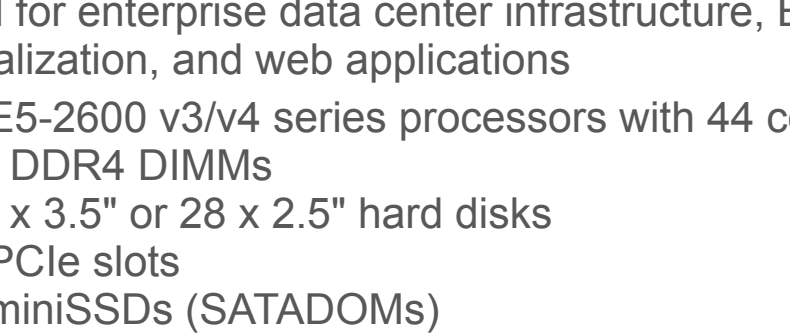 for enterprise data center infrastructure,
alization, and web applications
E5-2600 v3/v4 series processors with 44
DDR4 DIMMs
x 3.5" or 28 x 2.5" hard disks
PCIe slots
miniSSDs (SATADOMs)